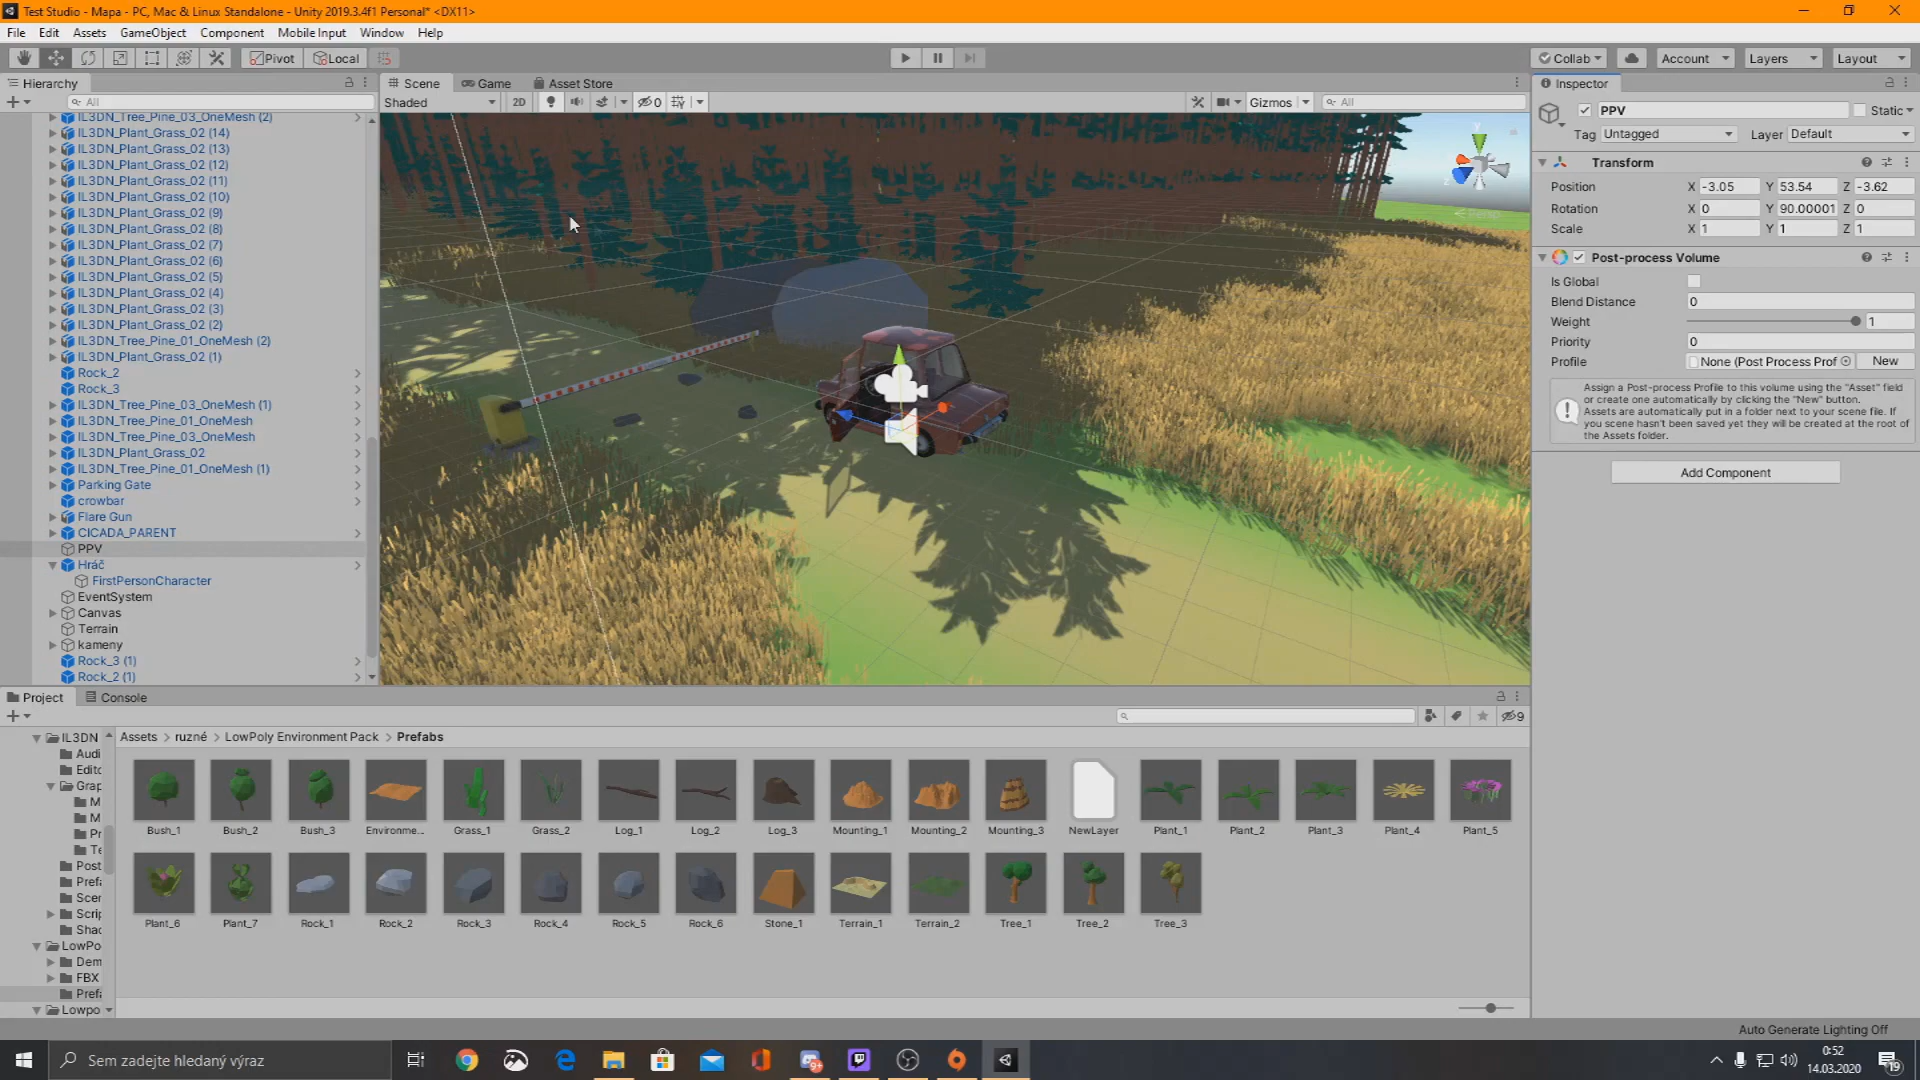 Test Studio - Mapa - PC, Mac & Linux Standalone - Unity 2019.3.4f1 Personal* <DX11>
File Edit Assets GameObject Component Mobile Input Window Help
Pivot Local Collab Account Layers Layout
Hierarchy
All
IL3DN_Tree_Pine_03_OneMesh (2)
IL3DN_Plant_Grass_02 (14)
IL3DN_Plant_Grass_02 (13)
IL3DN_Plant_Grass_02 (12)
IL3DN_Plant_Grass_02 (11)
IL3DN_Plant_Grass_02 (10)
IL3DN_Plant_Grass_02 (9)
IL3DN_Plant_Grass_02 (8)
IL3DN_Plant_Grass_02 (7)
IL3DN_Plant_Grass_02 (6)
IL3DN_Plant_Grass_02 (5)
IL3DN_Plant_Grass_02 (4)
IL3DN_Plant_Grass_02 (3)
IL3DN_Plant_Grass_02 (2)
IL3DN_Tree_Pine_01_OneMesh (2)
IL3DN_Plant_Grass_02 (1)
Rock_2
Rock_3
IL3DN_Tree_Pine_03_OneMesh (1)
IL3DN_Tree_Pine_01_OneMesh
IL3DN_Tree_Pine_03_OneMesh
IL3DN_Plant_Grass_02
IL3DN_Tree_Pine_01_OneMesh (1)
Parking Gate
crowbar
Flare Gun
CICADA_PARENT
PPV
Hráč
FirstPersonCharacter
EventSystem
Canvas
Terrain
kameny
Rock_3 (1)
Rock_2 (1)
Scene Game Asset Store
Shaded 2D 0 Gizmos All
y
z
Persp
Inspector
PPV Static
Tag Untagged Layer Default
Transform
Position X -3.05 Y 53.54 Z -3.62
Rotation X 0 Y 90.00001 Z 0
Scale X 1 Y 1 Z 1
Post-process Volume
Is Global
Blend Distance 0
Weight 1
Priority 0
Profile None (Post Process Prof New
Assign a Post-process Profile to this volume using the "Asset" field
or create one automatically by clicking the "New" button.
Assets are automatically put in a folder next to your scene file. If
you scene hasn't been saved yet they will be created at the root of
the Assets folder.
Add Component
Project Console
9
IL3DN
Audi
Edito
Grap
M
M
Pr
Te
Post
Prefa
Scen
Scrip
Shac
LowPo
Dem
FBX
Prefa
Lowpo
Assets > ruzné > LowPoly Environment Pack > Prefabs
Bush_1 Bush_2 Bush_3 Environme... Grass_1 Grass_2 Log_1 Log_2 Log_3 Mounting_1 Mounting_2 Mounting_3 NewLayer Plant_1 Plant_2 Plant_3 Plant_4 Plant_5
Plant_6 Plant_7 Rock_1 Rock_2 Rock_3 Rock_4 Rock_5 Rock_6 Stone_1 Terrain_1 Terrain_2 Tree_1 Tree_2 Tree_3
Auto Generate Lighting Off
Sem zadejte hledaný výraz
9+
0:52
14.03.2020
19